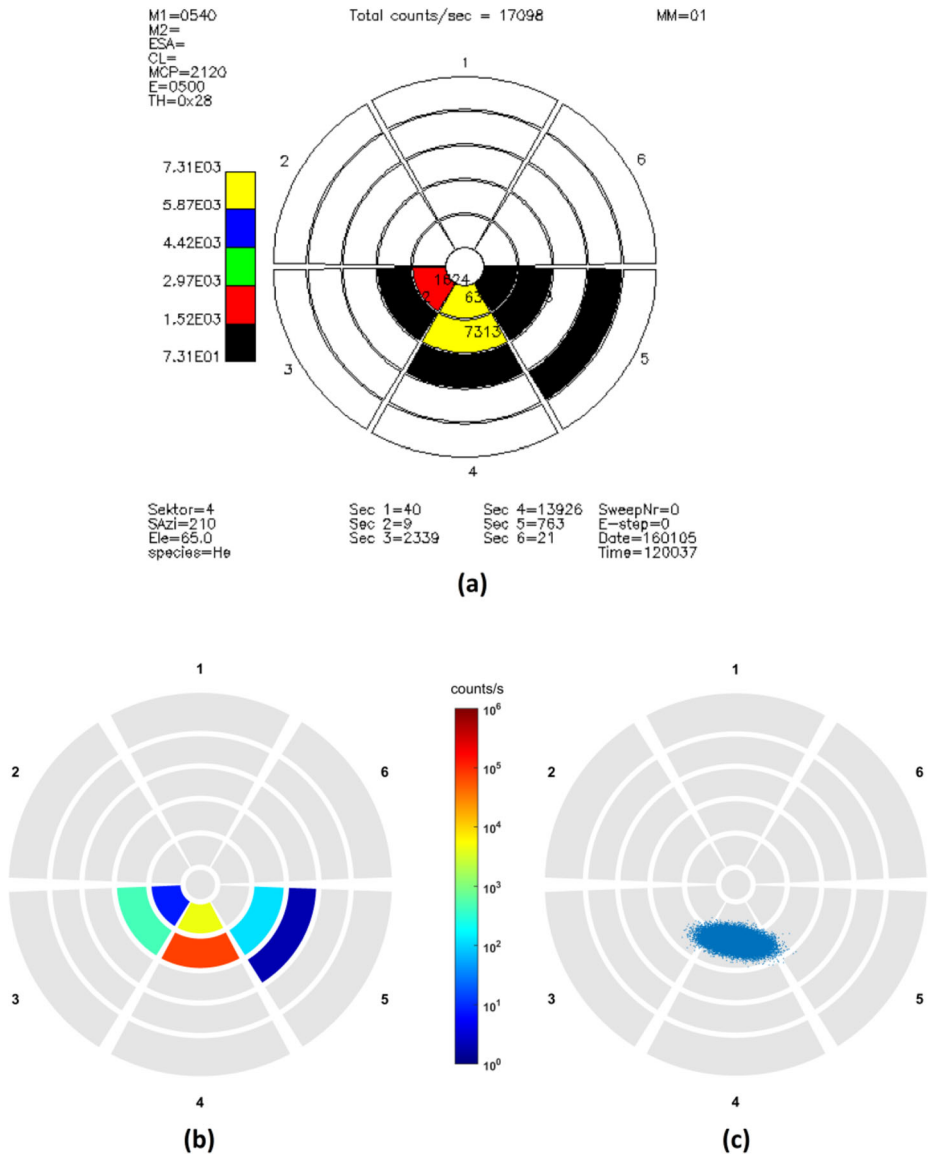 M1=0540 Total counts/sec = 17098 MM=01
M2=
ESA=
CL=
MCP=2120
E=0500
TH=0x28
1
2
6
7.31E03
5.87E03
4.42E03
2.97E03
1.52E03
7.31E01
1624
7313
3
5
4
Sektor=4 Sec 1=40 Sec 4=13926 SweepNr=0
SAzi=210 Sec 2=9 Sec 5=763 E-step=0
Ele=65.0 Sec 3=2339 Sec 6=21 Date=160105
species=He Time=120037
(a)
1
2
6
3
5
4
(b)
counts/s
10^6
10^5
10^4
10^3
10^2
10^1
10^0
1
2
6
3
5
4
(c)